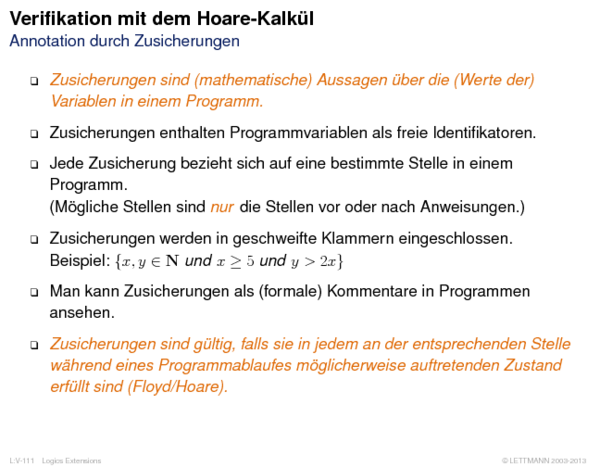 Verifikation mit dem Hoare-Kalkül
Annotation durch Zusicherungen
❑ Zusicherungen sind (mathematische) Aussagen über die (Werte der)
Variablen in einem Programm.
❑ Zusicherungen enthalten Programmvariablen als freie Identifikatoren.
❑ Jede Zusicherung bezieht sich auf eine bestimmte Stelle in einem
Programm.
(Mögliche Stellen sind nur die Stellen vor oder nach Anweisungen.)
❑ Zusicherungen werden in geschweifte Klammern eingeschlossen.
Beispiel: {x, y ∈ N und x ≥ 5 und y > 2x}
❑ Man kann Zusicherungen als (formale) Kommentare in Programmen
ansehen.
❑ Zusicherungen sind gültig, falls sie in jedem an der entsprechenden Stelle
während eines Programmablaufes möglicherweise auftretenden Zustand
erfüllt sind (Floyd/Hoare).
L:V-111 Logics Extensions
© LETTMANN 2003-2013